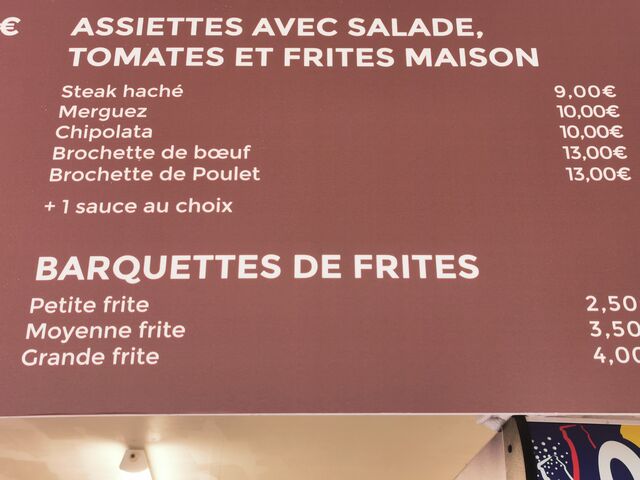 € ASSIETTES AVEC SALADE,
TOMATES ET FRITES MAISON
Steak haché 9,00€
Merguez 10,00€
Chipolata 10,00€
Brochette de bœuf 13,00€
Brochette de Poulet 13,00€
+ 1 sauce au choix
BARQUETTES DE FRITES
Petite frite 2,50
Moyenne frite 3,50
Grande frite 4,00